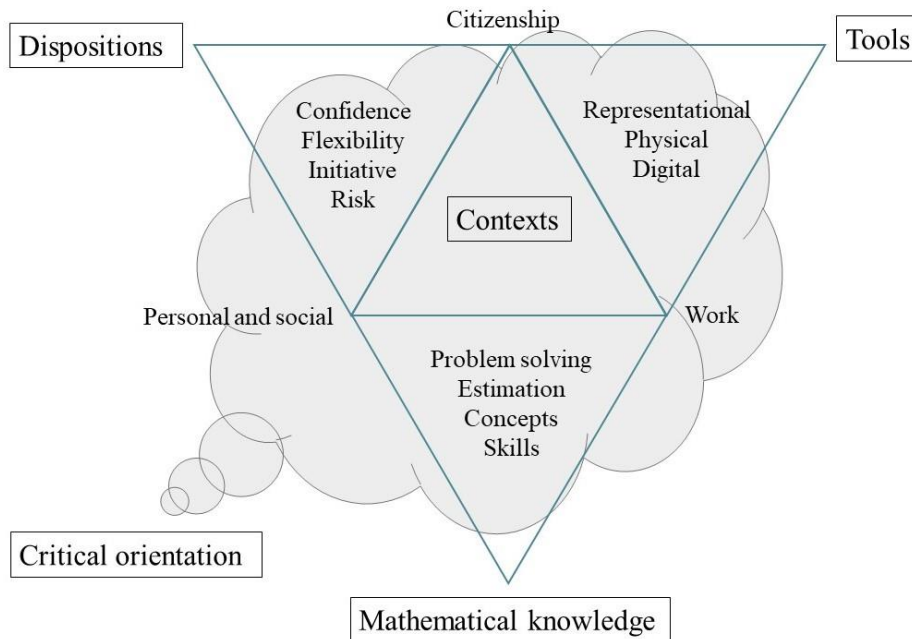 Citizenship
Dispositions
Tools
Confidence
Flexibility
Initiative
Risk
Representational
Physical
Digital
Contexts
Personal and social
Work
Problem solving
Estimation
Concepts
Skills
Critical orientation
Mathematical knowledge